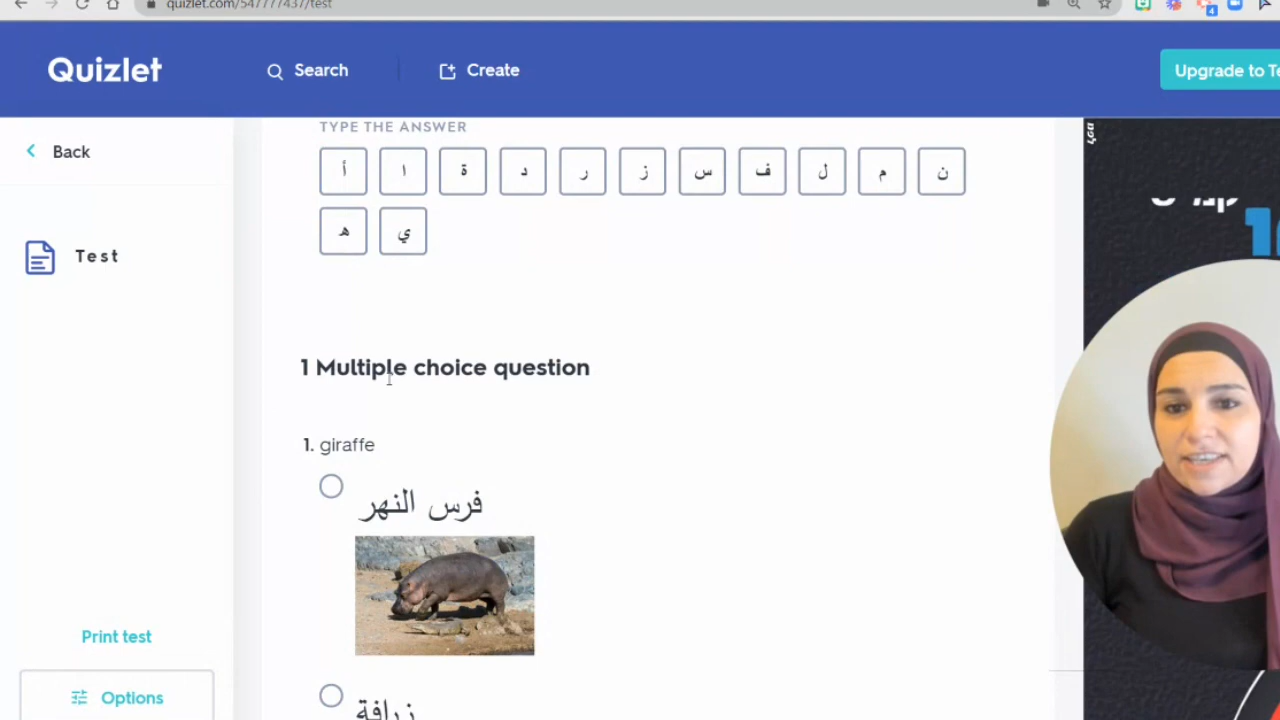 quizlet.com/547777437/test
4
Quizlet
Search
Create
Upgrade to Te
TYPE THE ANSWER
Back
أ ا ة د ر ز س ف ل م ن
ه ي
Test
1 Multiple choice question
1. giraffe
فرس النهر
Print test
زرافة
Options